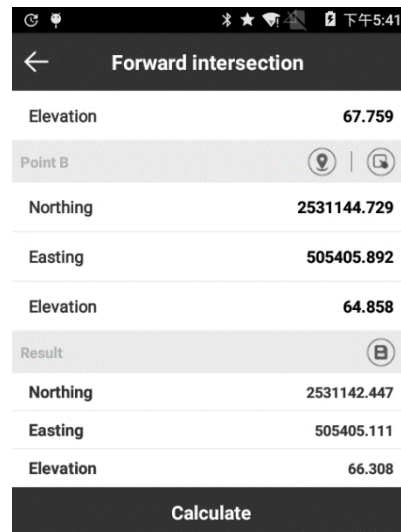 下午5:41
Forward intersection
Elevation 67.759
Point B
Northing 2531144.729
Easting 505405.892
Elevation 64.858
Result
Northing 2531142.447
Easting 505405.111
Elevation 66.308
Calculate